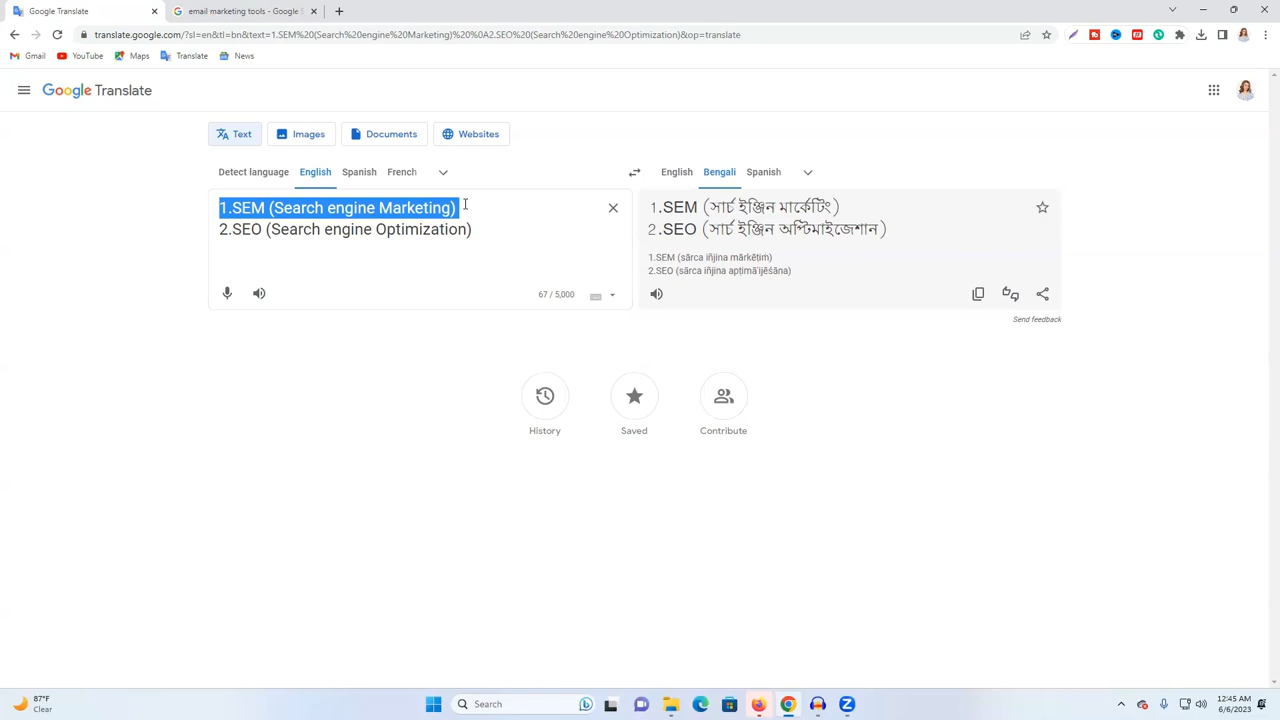 Google Translate
email marketing tools - Google S
translate.google.com/?sl=en&tl=bn&text=1.SEM%20(Search%20engine%20Marketing)%20%0A2.SEO%20(Search%20engine%20Optimization)&op=translate
Gmail YouTube Maps Translate News
Google Translate
Text Images Documents Websites
Detect language English Spanish French
English Bengali Spanish
1.SEM (Search engine Marketing)
2.SEO (Search engine Optimization)
67 / 5,000
1.SEM (সার্চ ইঞ্জিন মার্কেটিং)
2.SEO (সার্চ ইঞ্জিন অপ্টিমাইজেশান)
1.SEM (sārca iñjina mārkēṭiṁ)
2.SEO (sārca iñjina apṭimā'ijēśāna)
Send feedback
History Saved Contribute
87°F
Clear
Search
12:45 AM
6/6/2023